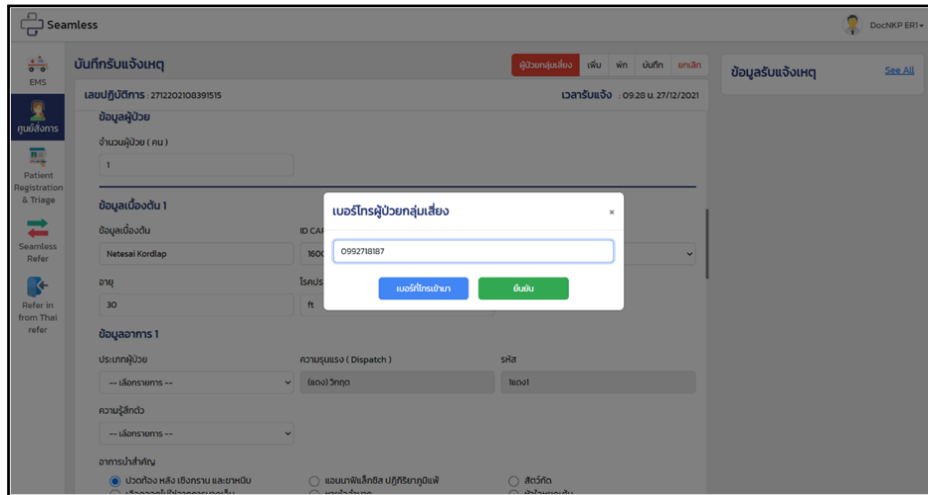 Seamless
DocNKP ER1
EMS
ศูนย์สั่งการ
Patient Registration & Triage
Seamless Refer
Refer in from Thai refer
บันทึกรับแจ้งเหตุ
ผู้ป่วยกลุ่มเสี่ยง เพิ่ม พัก บันทึก ยกเลิก
ข้อมูลรับแจ้งเหตุ See All
เลขปฏิบัติการ : 2712202108391515 เวลารับแจ้ง : 09.28 น. 27/12/2021
ข้อมูลผู้ป่วย
จำนวนผู้ป่วย ( คน )
1
ข้อมูลเบื้องต้น 1
ข้อมูลเบื้องต้น ID CAR
Netesai Kordlap 1600
อายุ โรคประ
30 ft
เบอร์โทรผู้ป่วยกลุ่มเสี่ยง ×
0992718187
เบอร์ที่โทรเข้ามา ยืนยัน
ข้อมูลอาการ 1
ประเภทผู้ป่วย ความรุนแรง ( Dispatch ) รหัส
-- เลือกรายการ -- (แดง) วิกฤต 1แดง1
ความรู้สึกตัว
-- เลือกรายการ --
อาการนำสำคัญ
ปวดท้อง หลัง เชิงกราน และขาหนีบ แอนนาฟิแล็กซิส ปฏิกิริยาภูมิแพ้ สัตว์กัด